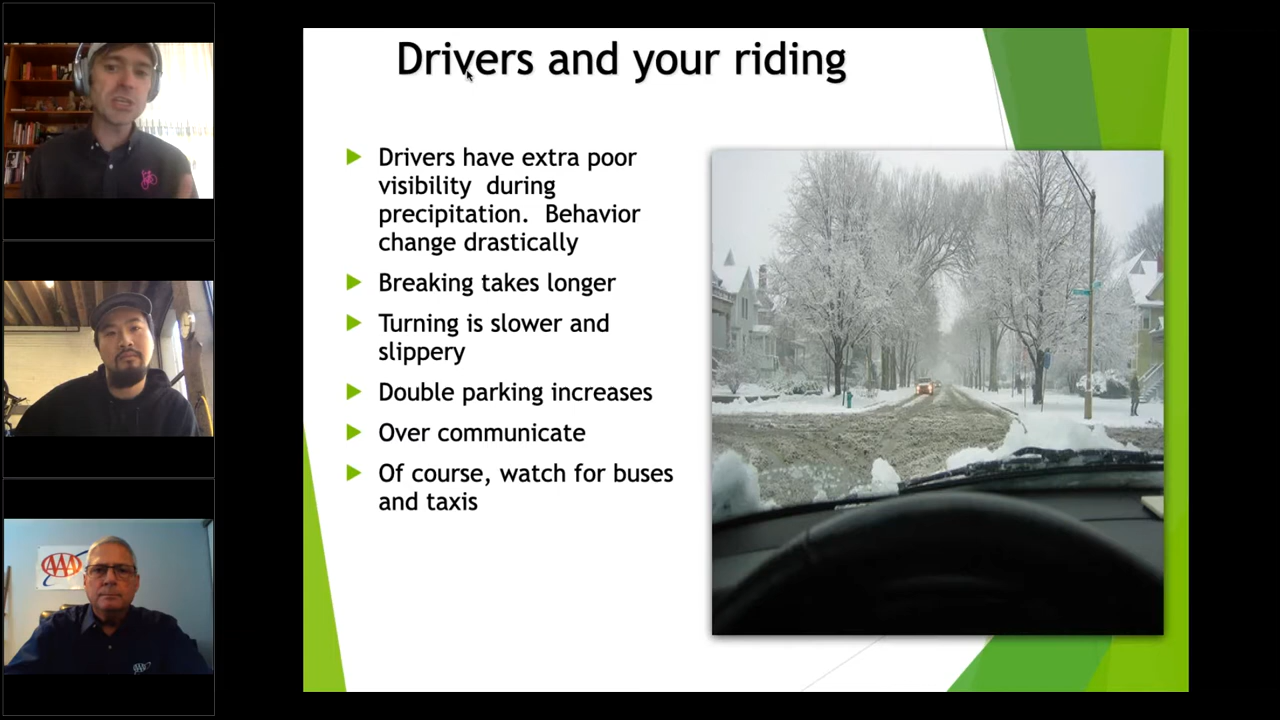 Drivers and your riding
Drivers have extra poor
visibility during
precipitation. Behavior
change drastically
Breaking takes longer
Turning is slower and
slippery
Double parking increases
Over communicate
Of course, watch for buses
and taxis
AAA
AAA